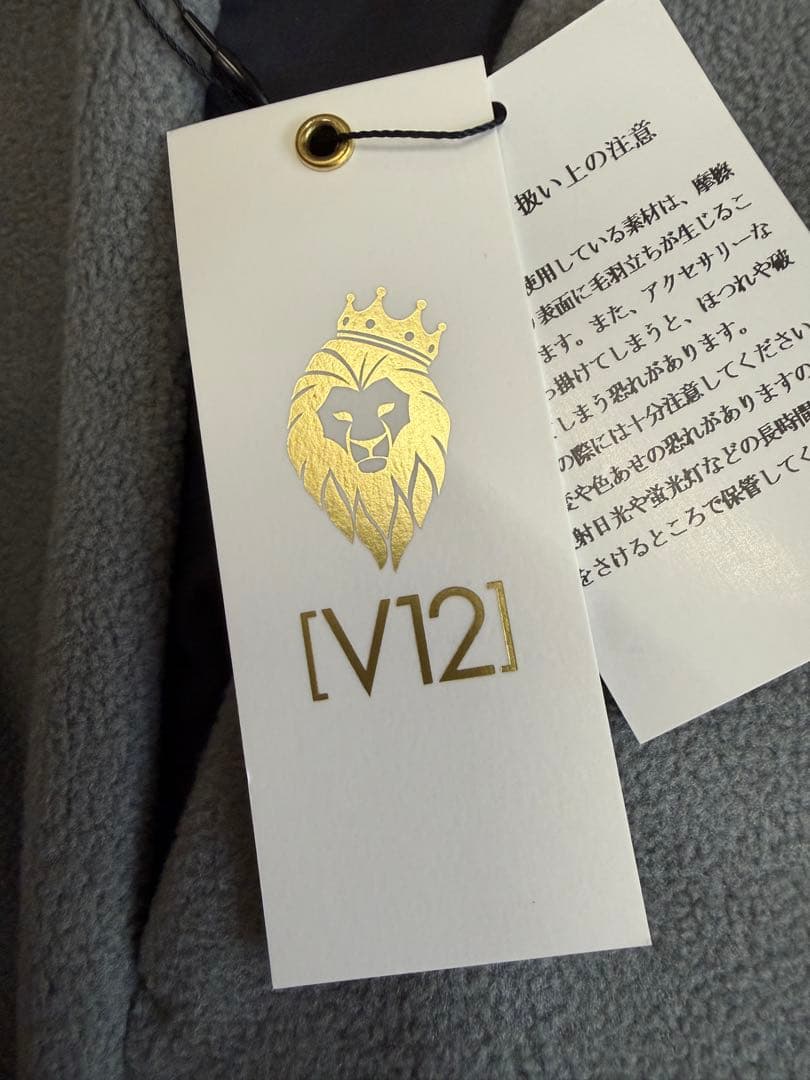 [V12]
扱い上の注意
使用している素材は、摩擦
表面に毛羽立ちが生じるこ
ます。また、アクセサリーな
っ掛けてしまうと、ほつれや破
しまう恐れがあります。
の際には十分注意してください
変や色あせの恐れがありますの
射日光や蛍光灯などの長時間
をさけるところで保管してく